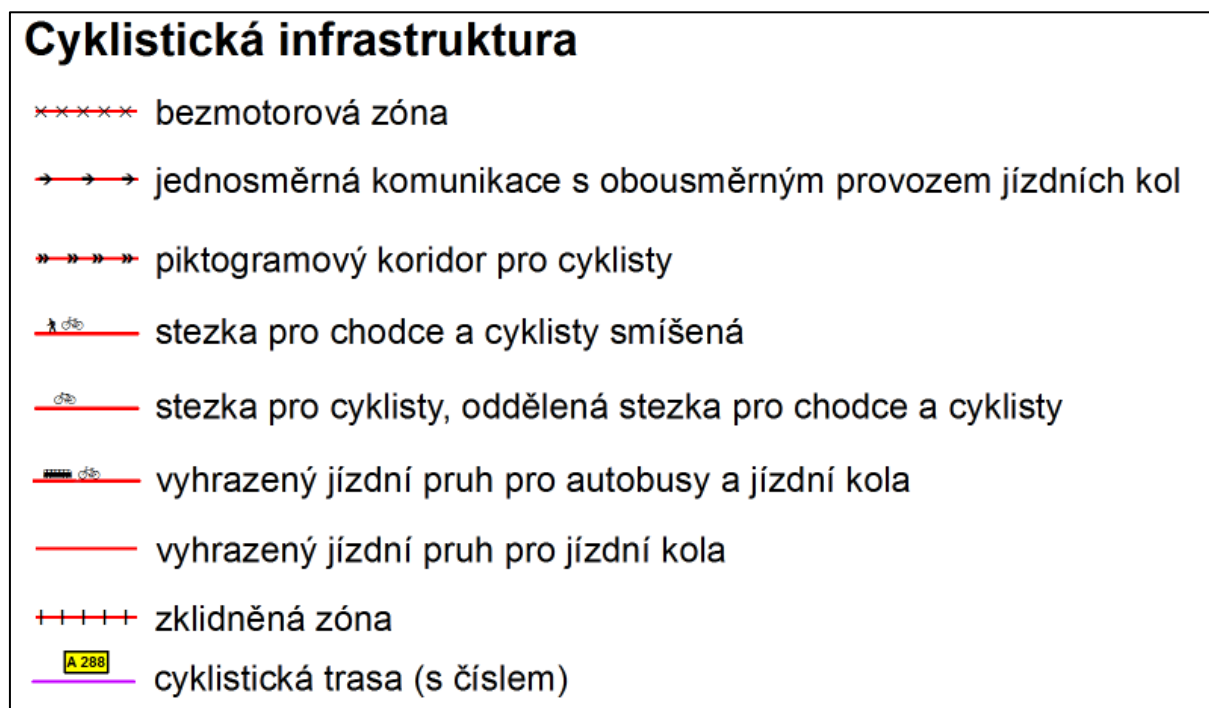 Cyklistická infrastruktura
bezmotorová zóna
jednosměrná komunikace s obousměrným provozem jízdních kol
piktogramový koridor pro cyklisty
stezka pro chodce a cyklisty smíšená
stezka pro cyklisty, oddělená stezka pro chodce a cyklisty
vyhrazený jízdní pruh pro autobusy a jízdní kola
vyhrazený jízdní pruh pro jízdní kola
zklidněná zóna
A 288
cyklistická trasa (s číslem)